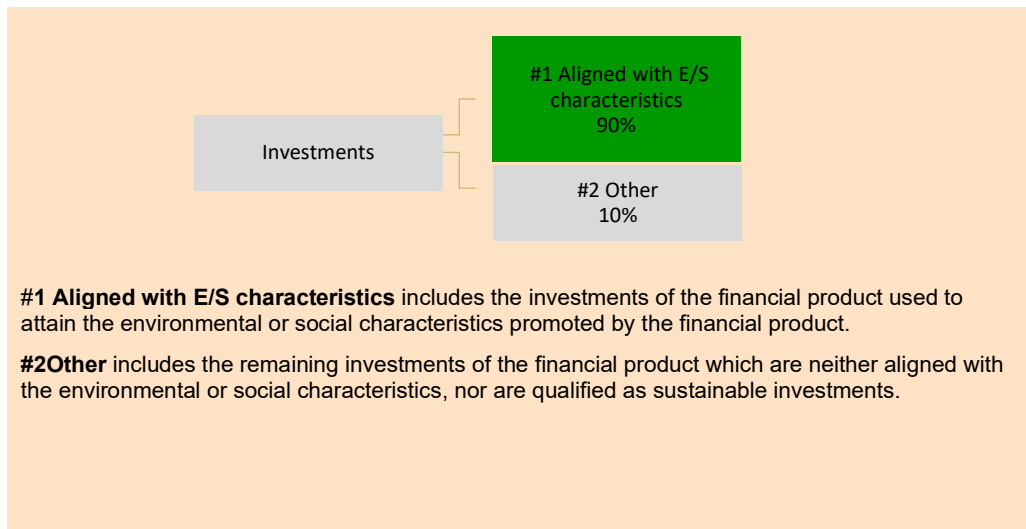 #1 Aligned with E/S
characteristics
90%
Investments
#2 Other
10%
#1 Aligned with E/S characteristics includes the investments of the financial product used to
attain the environmental or social characteristics promoted by the financial product.
#2Other includes the remaining investments of the financial product which are neither aligned with
the environmental or social characteristics, nor are qualified as sustainable investments.